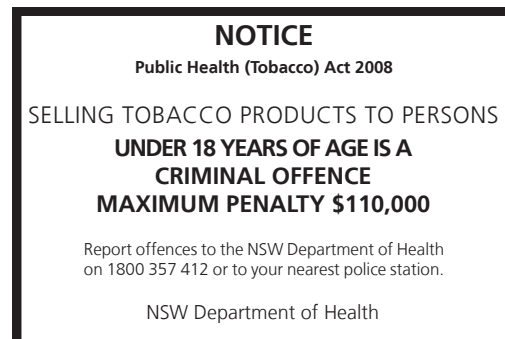 NOTICE
Public Health (Tobacco) Act 2008
SELLING TOBACCO PRODUCTS TO PERSONS
UNDER 18 YEARS OF AGE IS A
CRIMINAL OFFENCE
MAXIMUM PENALTY $110,000
Report offences to the NSW Department of Health
on 1800 357 412 or to your nearest police station.
NSW Department of Health